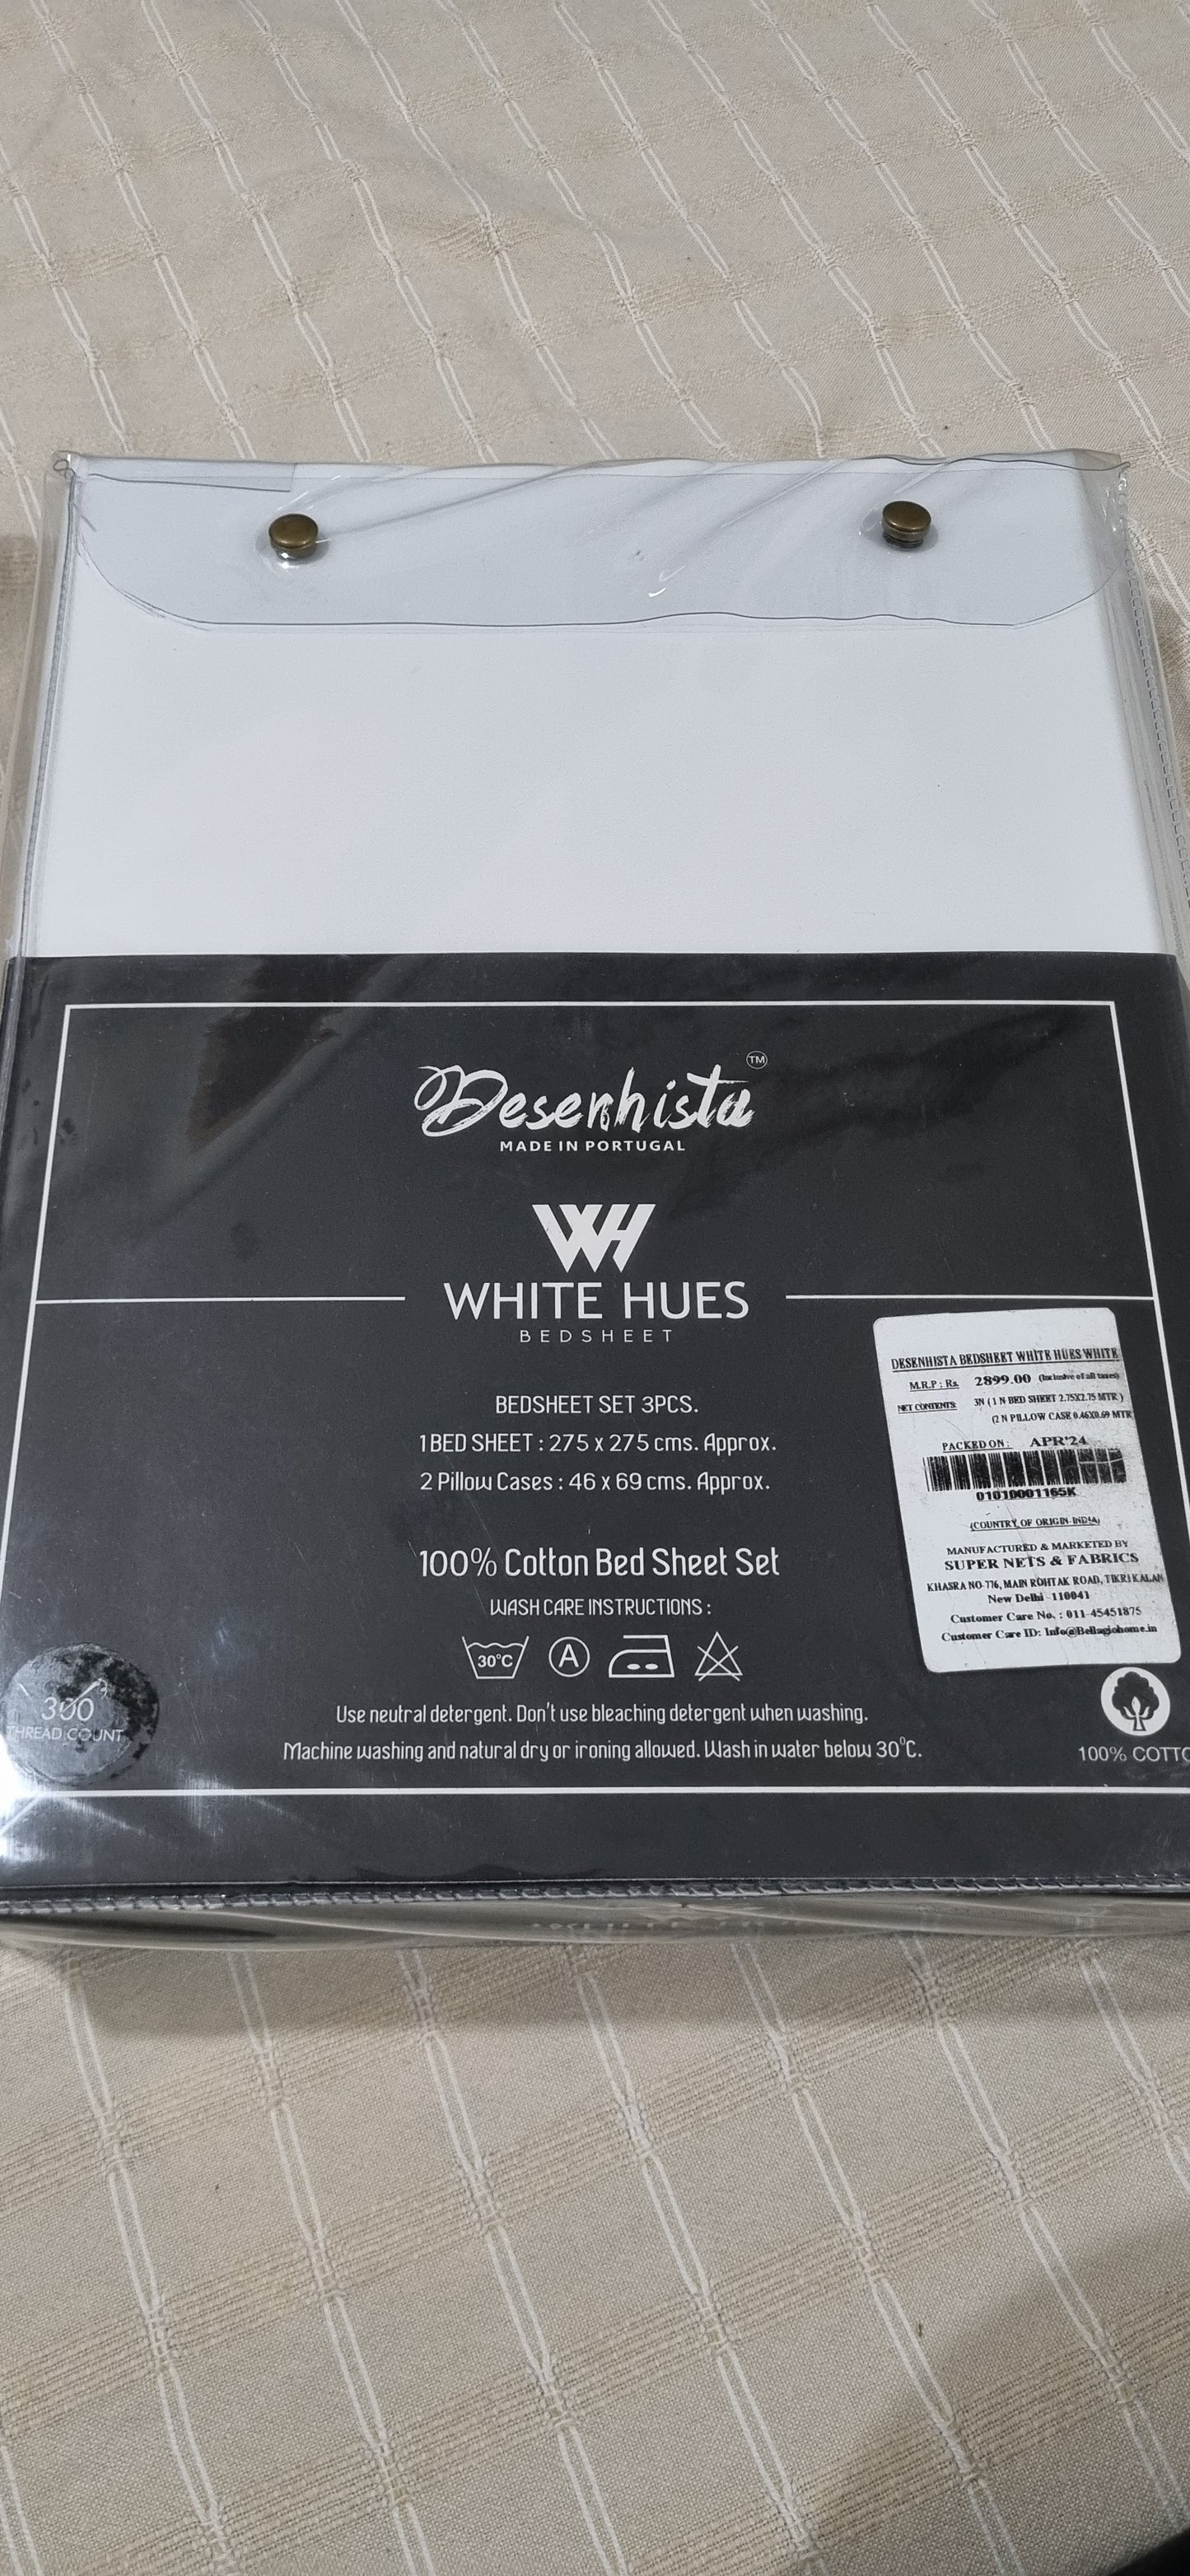 Desenhista TM
MADE IN PORTUGAL
WH
WHITE HUES
BEDSHEET
BEDSHEET SET 3PCS.
1 BED SHEET : 275 x 275 cms. Approx.
2 Pillow Cases : 46 x 69 cms. Approx.
100% Cotton Bed Sheet Set
WASH CARE INSTRUCTIONS :
30°C A
Use neutral detergent. Don't use bleaching detergent when washing.
Machine washing and natural dry or ironing allowed. Wash in water below 30°C.
300
THREAD COUNT
DESENHISTA BEDSHEET WHITE HUES WHITE
M.R.P : Rs. 2899.00 (Inclusive of all taxes)
NET CONTENTS: 3N ( 1 N BED SHEET 2.75X2.75 MTR )
(2 N PILLOW CASE 0.46X0.69 MTR
PACKED ON : APR'24
01010001165K
(COUNTRY OF ORIGIN-INDIA)
MANUFACTURED & MARKETED BY
SUPER NETS & FABRICS
KHASRA NO-776, MAIN ROHTAK ROAD, TIKRI KALAN
New Delhi-110041
Customer Care No. : 011-45451875
Customer Care ID: Info@Bellagiohome.in
100% COTTO